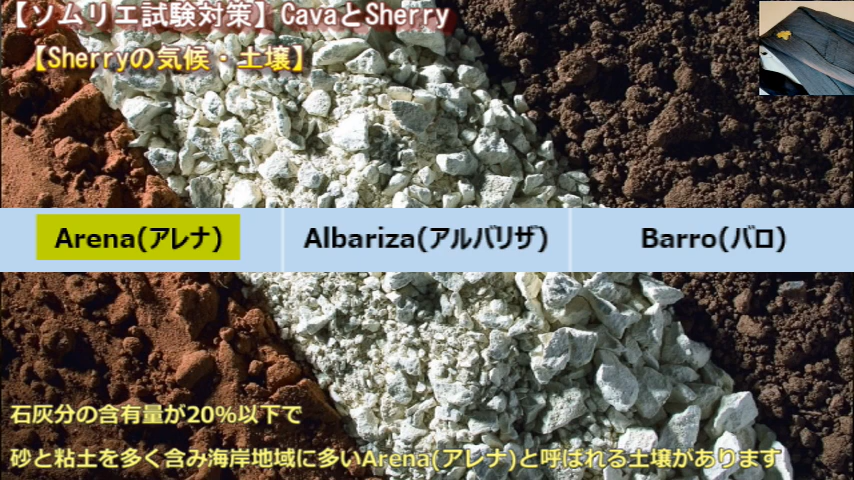 【ソムリエ試験対策】CavaとSherry
【Sherryの気候・土壌】
Arena(アレナ)
Albariza(アルバリザ)
Barro(バロ)
石灰分の含有量が20%以下で
砂と粘土を多く含み海岸地域に多いArena(アレナ)と呼ばれる土壌があります